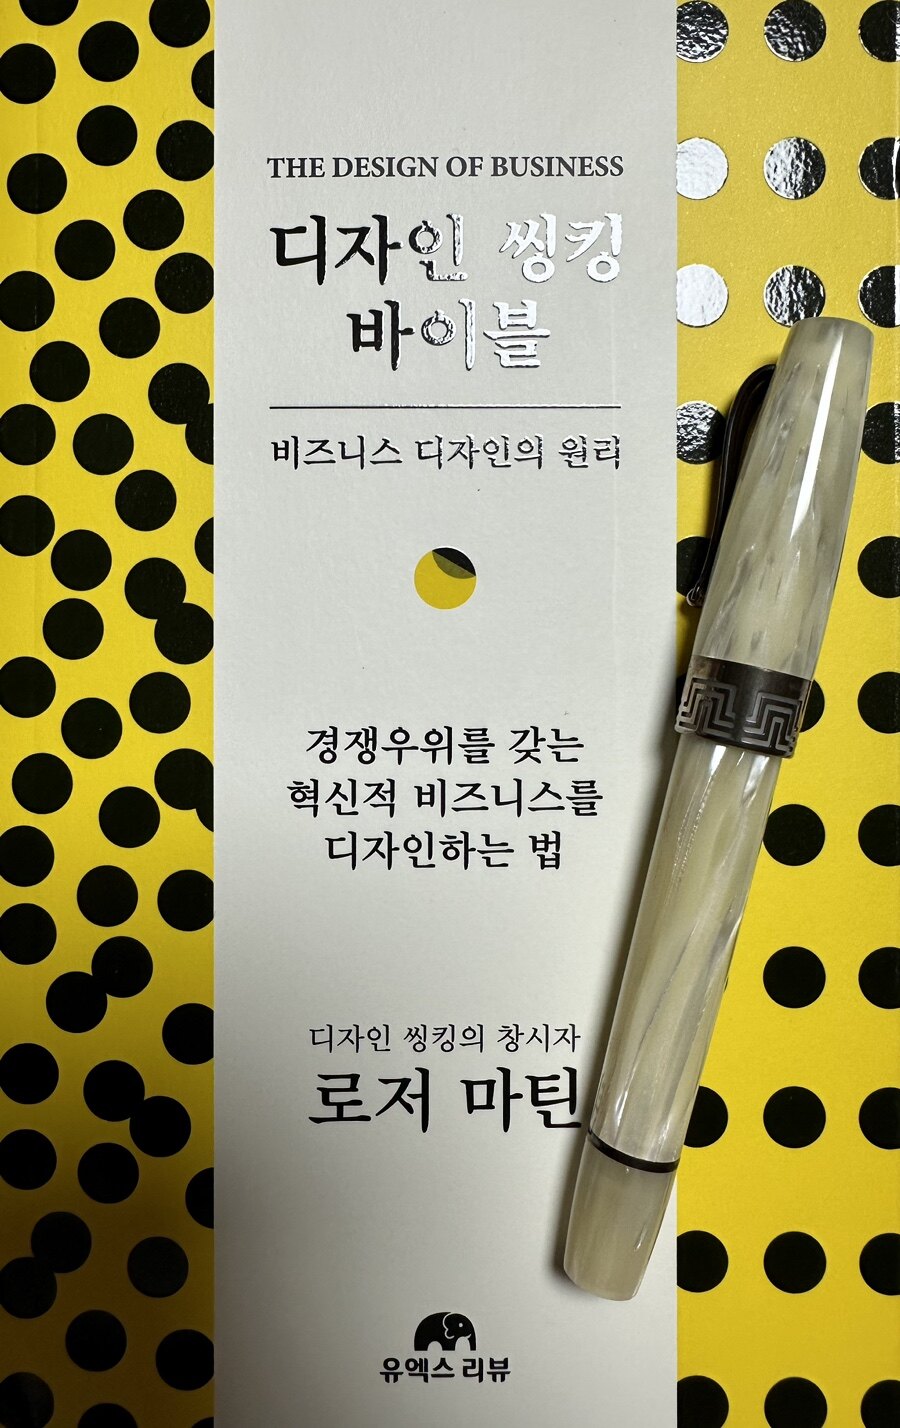 THE DESIGN OF BUSINESS
디자인 씽킹
바이블
비즈니스 디자인의 원리
경쟁우위를 갖는
혁신적 비즈니스를
디자인하는 법
디자인 씽킹의 창시자
로저 마틴
유엑스 리뷰